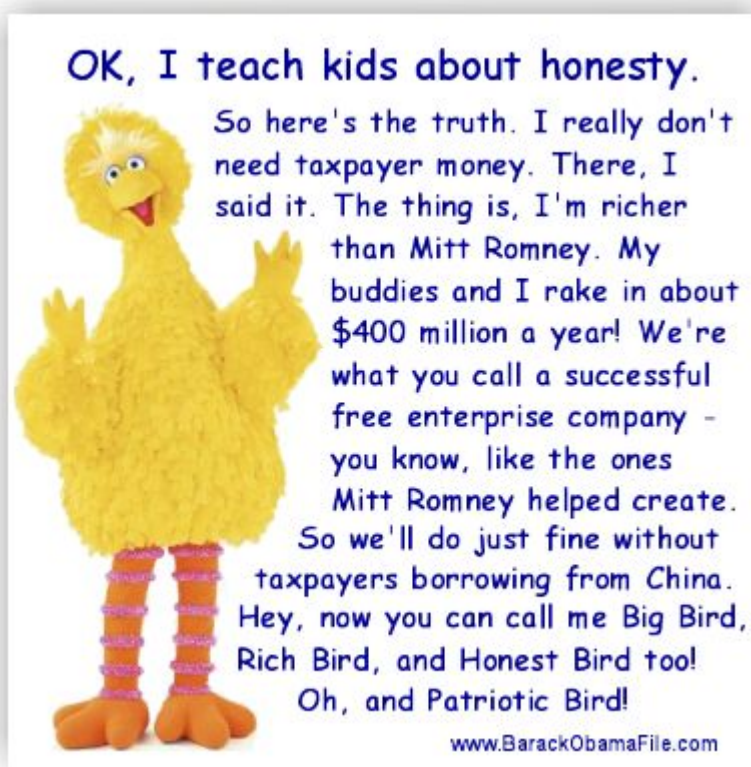 OK, I teach kids about honesty.
So here's the truth. I really don't
need taxpayer money. There, I
said it. The thing is, I'm richer
than Mitt Romney. My
buddies and I rake in about
$400 million a year! We're
what you call a successful
free enterprise company -
you know, like the ones
Mitt Romney helped create.
So we'll do just fine without
taxpayers borrowing from China.
Hey, now you can call me Big Bird,
Rich Bird, and Honest Bird too!
Oh, and Patriotic Bird!
www.BarackObamaFile.com